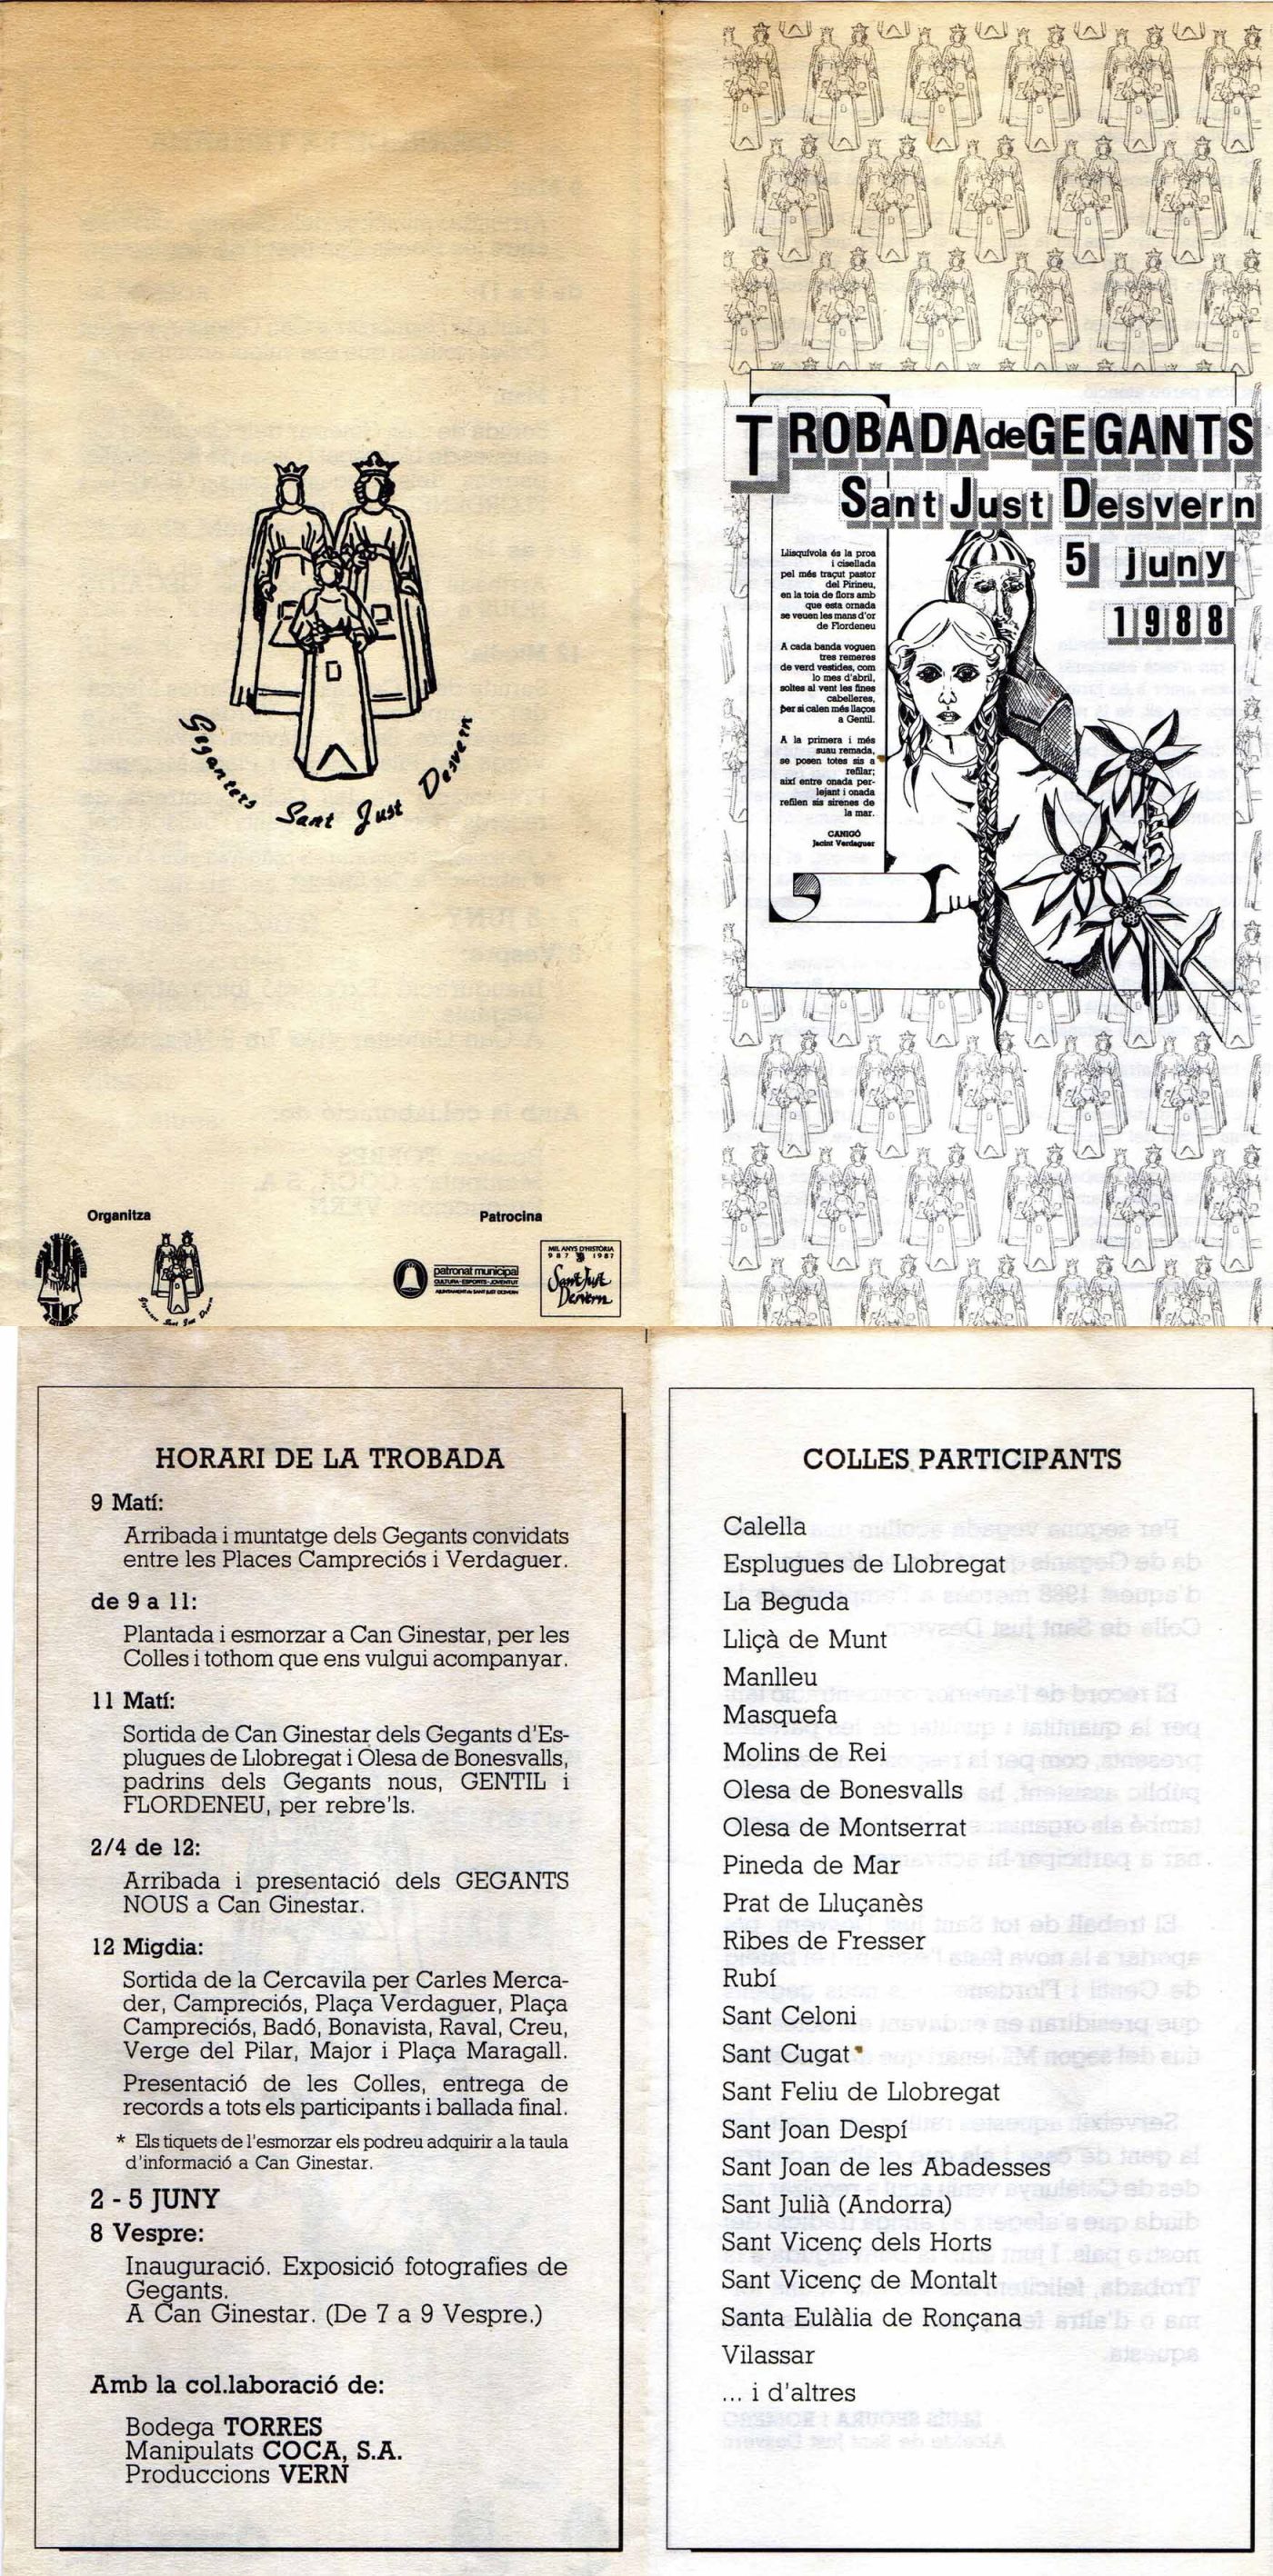 Geganters Sant Just Desvern
Organitza
Patrocina
patronat municipal
CULTURA-ESPORTS-JOVENTUT
AJUNTAMENT de SANT JUST DESVERN
MIL ANYS D'HISTÒRIA
987 1987
Sant Just
Desvern
Geganters Sant Just Desvern
TROBADA de GEGANTS
Sant Just Desvern
5 juny
1988
Llisquívola és la proa
i cisellada
pel més traçut pastor
del Pirineu,
en la toia de flors amb
que esta ornada
se veuen les mans d'or
de Flordeneu
A cada banda voguen
tres remeres
de verd vestides, com
lo mes d'abril,
soltes al vent les fines
cabelleres,
per si calen més llaços
a Gentil.
A la primera i més
suau remada,
se posen totes sis a
refilar;
així entre onada per-
lejant i onada
refilen sis sirenes de
la mar.
CANIGÓ
Jacint Verdaguer
HORARI DE LA TROBADA
9 Matí:
Arribada i muntatge dels Gegants convidats
entre les Places Campreciós i Verdaguer.
de 9 a 11:
Plantada i esmorzar a Can Ginestar, per les
Colles i tothom que ens vulgui acompanyar.
11 Matí:
Sortida de Can Ginestar dels Gegants d'Es-
plugues de Llobregat i Olesa de Bonesvalls,
padrins dels Gegants nous, GENTIL i
FLORDENEU, per rebre'ls.
2/4 de 12:
Arribada i presentació dels GEGANTS
NOUS a Can Ginestar.
12 Migdia:
Sortida de la Cercavila per Carles Merca-
der, Campreciós, Plaça Verdaguer, Plaça
Campreciós, Badó, Bonavista, Raval, Creu,
Verge del Pilar, Major i Plaça Maragall.
Presentació de les Colles, entrega de
records a tots els participants i ballada final.
* Els tiquets de l'esmorzar els podreu adquirir a la taula
d'informació a Can Ginestar.
2 - 5 JUNY
8 Vespre:
Inauguració. Exposició fotografies de
Gegants.
A Can Ginestar. (De 7 a 9 Vespre.)
Amb la col.laboració de:
Bodega TORRES
Manipulats COCA, S.A.
Produccions VERN
COLLES PARTICIPANTS
Calella
Esplugues de Llobregat
La Beguda
Lliçà de Munt
Manlleu
Masquefa
Molins de Rei
Olesa de Bonesvalls
Olesa de Montserrat
Pineda de Mar
Prat de Lluçanès
Ribes de Fresser
Rubí
Sant Celoni
Sant Cugat
Sant Feliu de Llobregat
Sant Joan Despí
Sant Joan de les Abadesses
Sant Julià (Andorra)
Sant Vicenç dels Horts
Sant Vicenç de Montalt
Santa Eulàlia de Ronçana
Vilassar
... i d'altres